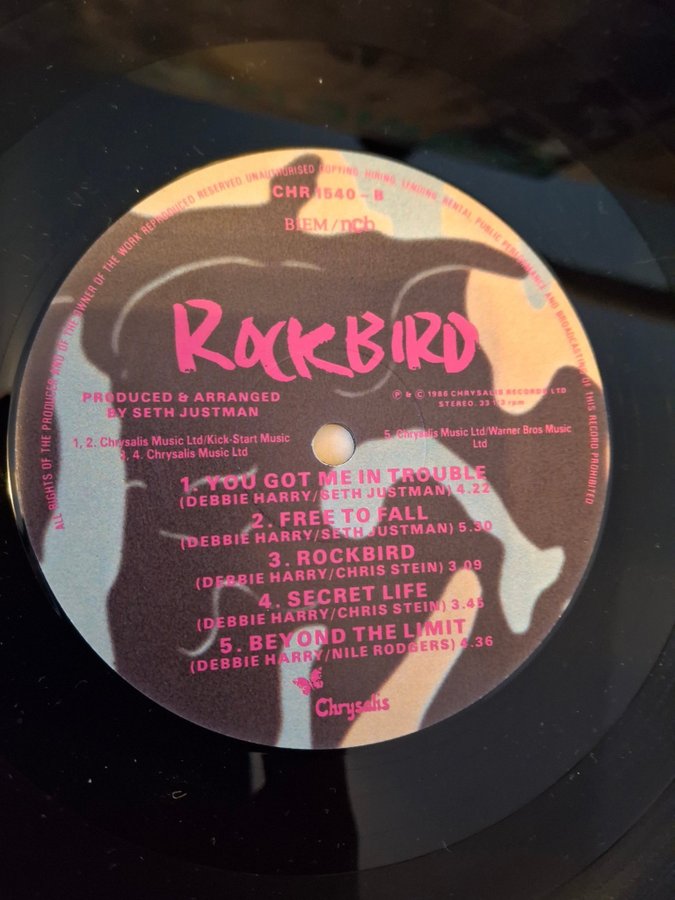 ALL RIGHTS OF THE PRODUCER AND OF THE OWNER OF THE WORK REPRODUCED RESERVED. UNAUTHORISED COPYING, HIRING, LENDING, RENTAL, PUBLIC PERFORMANCE AND BROADCASTING OF THIS RECORD PROHIBITED
CHR 1540 - B
BIEM/ncb
ROCKBIRD
PRODUCED & ARRANGED
BY SETH JUSTMAN
℗ & © 1986 CHRYSALIS RECORDS LTD
STEREO. 33 1/3 rpm
1, 2. Chrysalis Music Ltd/Kick-Start Music
3, 4. Chrysalis Music Ltd
5. Chrysalis Music Ltd/Warner Bros Music
Ltd
1. YOU GOT ME IN TROUBLE
(DEBBIE HARRY/SETH JUSTMAN) 4.22
2. FREE TO FALL
(DEBBIE HARRY/SETH JUSTMAN) 5.30
3. ROCKBIRD
(DEBBIE HARRY/CHRIS STEIN) 3.09
4. SECRET LIFE
(DEBBIE HARRY/CHRIS STEIN) 3.45
5. BEYOND THE LIMIT
(DEBBIE HARRY/NILE RODGERS) 4.36
Chrysalis